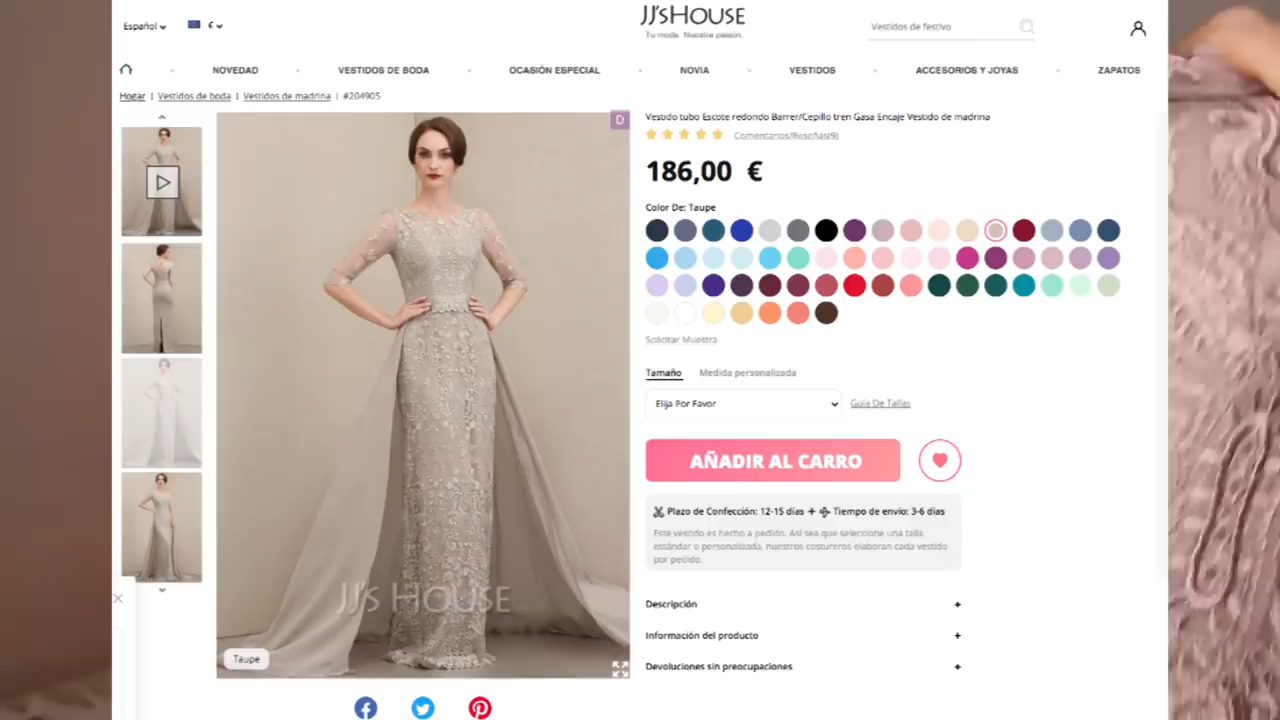 Español
€
JJ'sHOUSE
Tu moda. Nuestra pasión.
Vestidos de festivo
NOVEDAD
VESTIDOS DE BODA
OCASIÓN ESPECIAL
NOVIA
VESTIDOS
ACCESORIOS Y JOYAS
ZAPATOS
Hogar | Vestidos de boda | Vestidos de madrina | #204905
D
Vestido tubo Escote redondo Barrer/Cepillo tren Gasa Encaje Vestido de madrina
Comentarios/Reseñas(9)
186,00 €
Color De: Taupe
Solicitar Muestra
Tamaño Medida personalizada
Elija Por Favor
Guía De Tallas
AÑADIR AL CARRO
Plazo de Confección: 12-15 días + Tiempo de envío: 3-6 días
Este vestido es hecho a pedido. Así sea que seleccione una talla
estándar o personalizada, nuestros costureros elaboran cada vestido
por pedido.
JJ's HOUSE
Descripción +
Información del producto +
Taupe
Devoluciones sin preocupaciones +